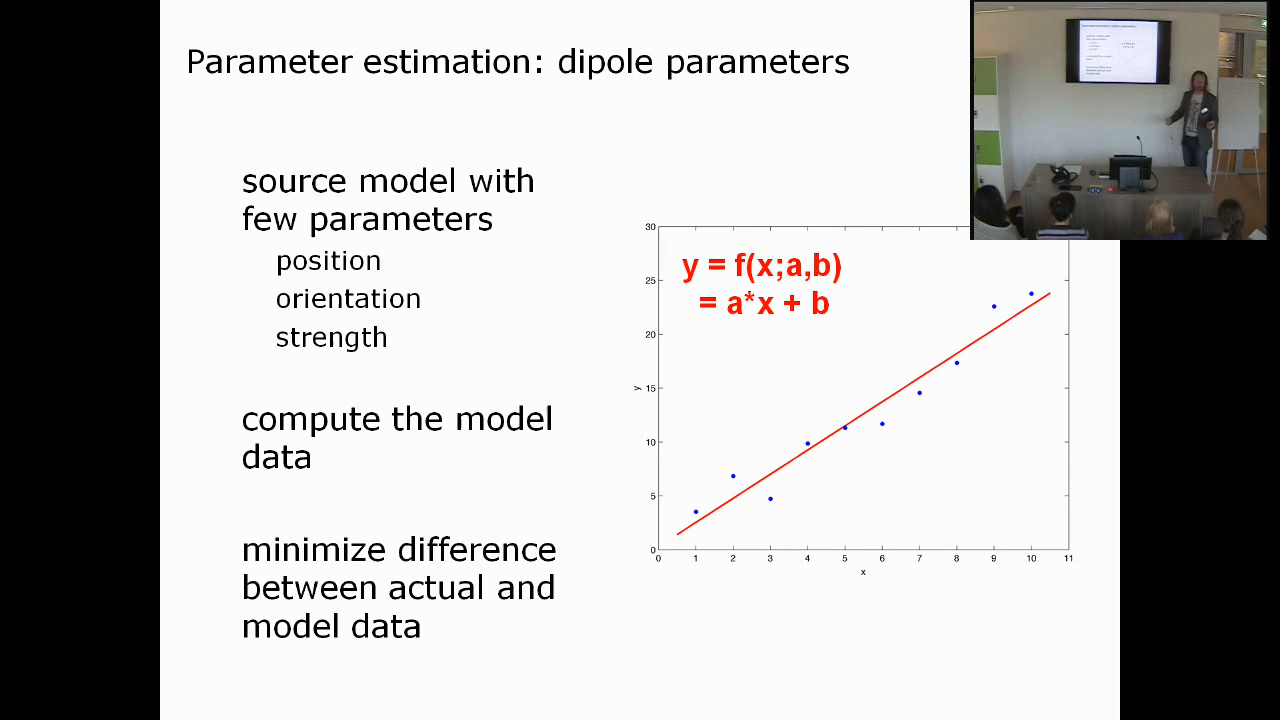 Parameter estimation: dipole parameters
source model with
few parameters
position
orientation
strength
compute the model
data
minimize difference
between actual and
model data
y = f(x;a,b)
= a*x + b
30
25
20
15
10
5
0
y
0 1 2 3 4 5 6 7 8 9 10 11
x